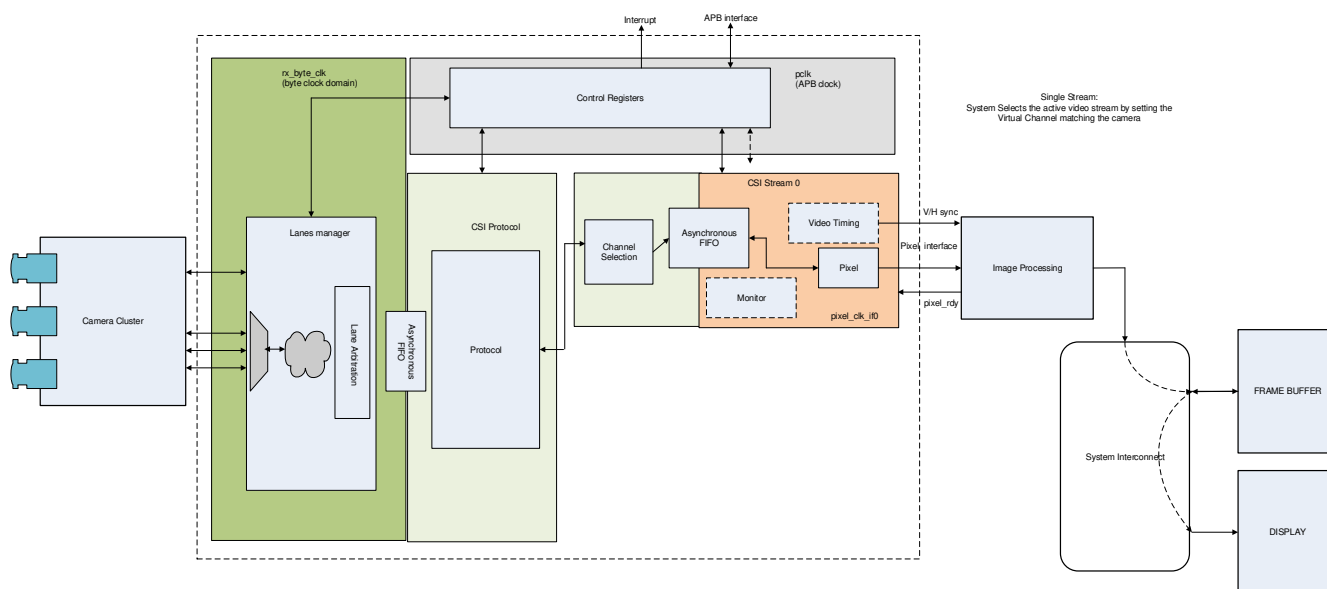 Interrupt
APB interface
rx_byte_clk
(byte clock domain)
pclk
(APB clock)
Control Registers
Single Stream:
System Selects the active video stream by setting the
Virtual Channel matching the camera
CSI Stream 0
Lanes manager
CSI Protocol
V/H sync
Video Timing
Asynchronous
FIFO
Channel
Selection
Pixel interface
Pixel
Image Processing
Monitor
pixel_rdy
pixel_clk_if0
Camera Cluster
Lane Arbitration
Asynchronous
FIFO
Protocol
FRAME BUFFER
System Interconnect
DISPLAY